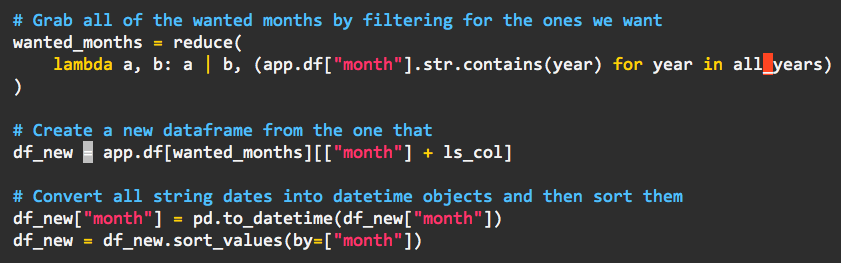 # Grab all of the wanted months by filtering for the ones we want
wanted_months = reduce(
    lambda a, b: a | b, (app.df["month"].str.contains(year) for year in all_years)
)

# Create a new dataframe from the one that
df_new = app.df[wanted_months][["month"] + ls_col]

# Convert all string dates into datetime objects and then sort them
df_new["month"] = pd.to_datetime(df_new["month"])
df_new = df_new.sort_values(by=["month"])